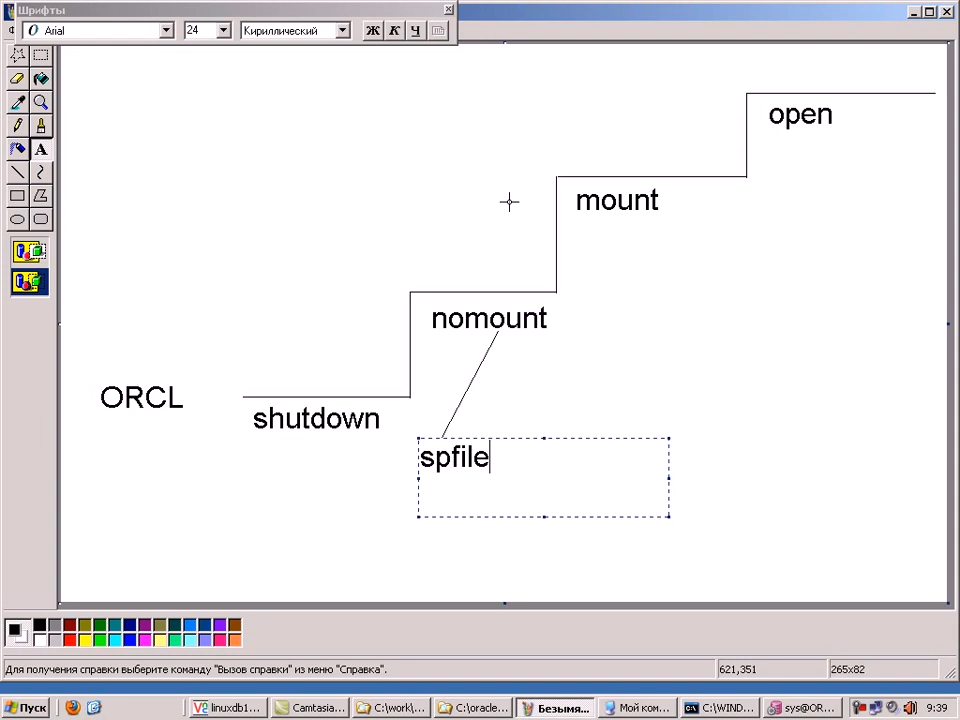 Шрифты
Arial
24
Кириллический
Ж К Ч
A
open
mount
nomount
ORCL
shutdown
spfile
Для получения справки выберите команду "Вызов справки" из меню "Справка".
621,351
265x82
Пуск
linuxdb1...
Camtasia...
C:\work\...
C:\oracle...
Безымя...
Мой ком...
C:\WIND...
sys@OR...
9:39